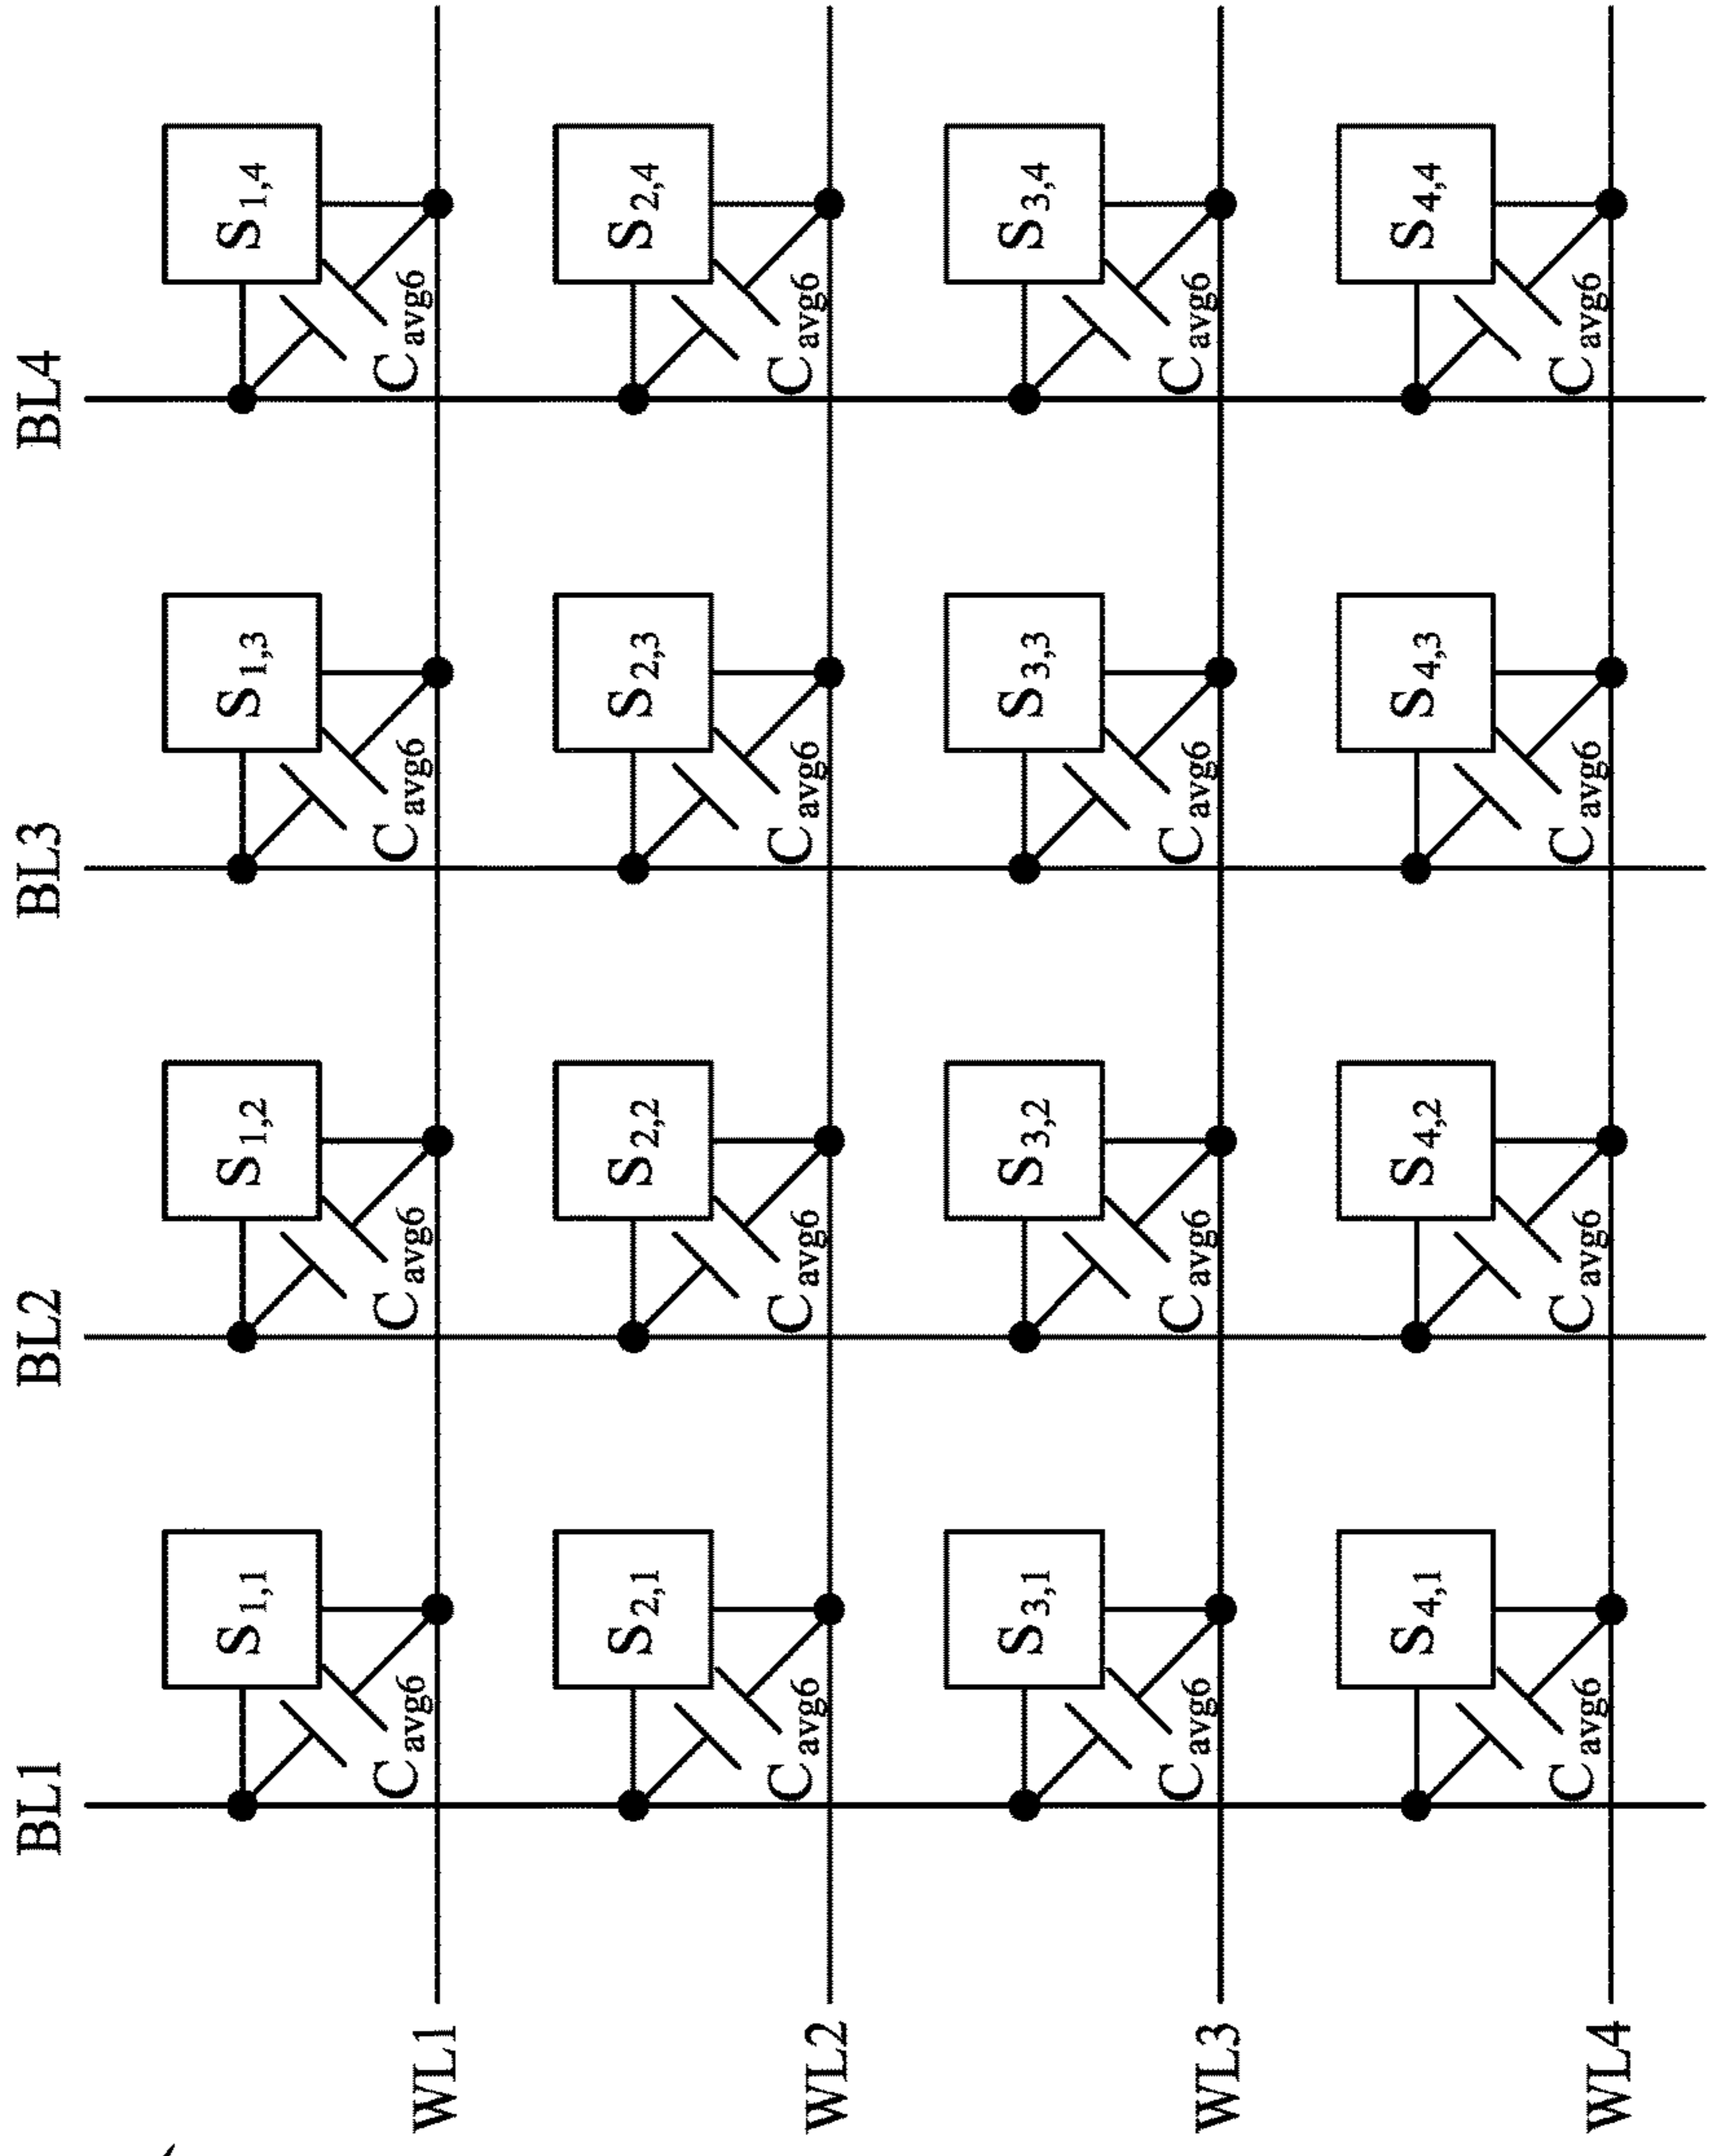 BL1 BL2 BL3 BL4
S1,1 S1,2 S1,3 S1,4
Cavg6 Cavg6 Cavg6 Cavg6
WL1
S2,1 S2,2 S2,3 S2,4
Cavg6 Cavg6 Cavg6 Cavg6
WL2
S3,1 S3,2 S3,3 S3,4
Cavg6 Cavg6 Cavg6 Cavg6
WL3
S4,1 S4,2 S4,3 S4,4
Cavg6 Cavg6 Cavg6 Cavg6
WL4